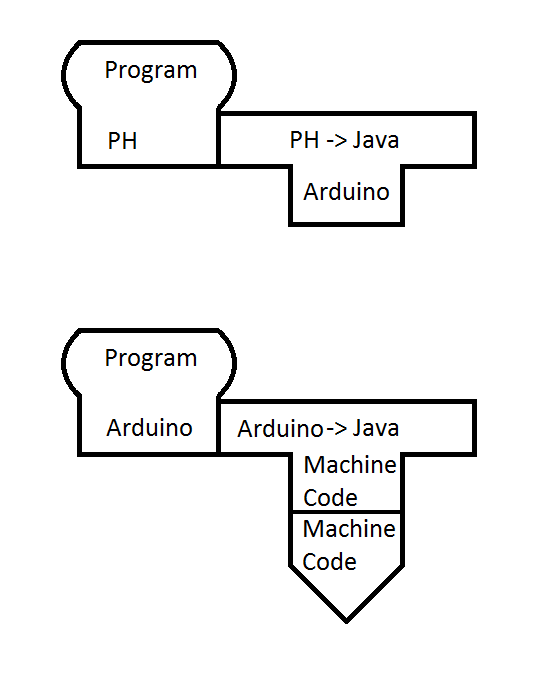 Program
PH
PH -> Java
Arduino
Program
Arduino
Arduino-> Java
Machine
Code
Machine
Code